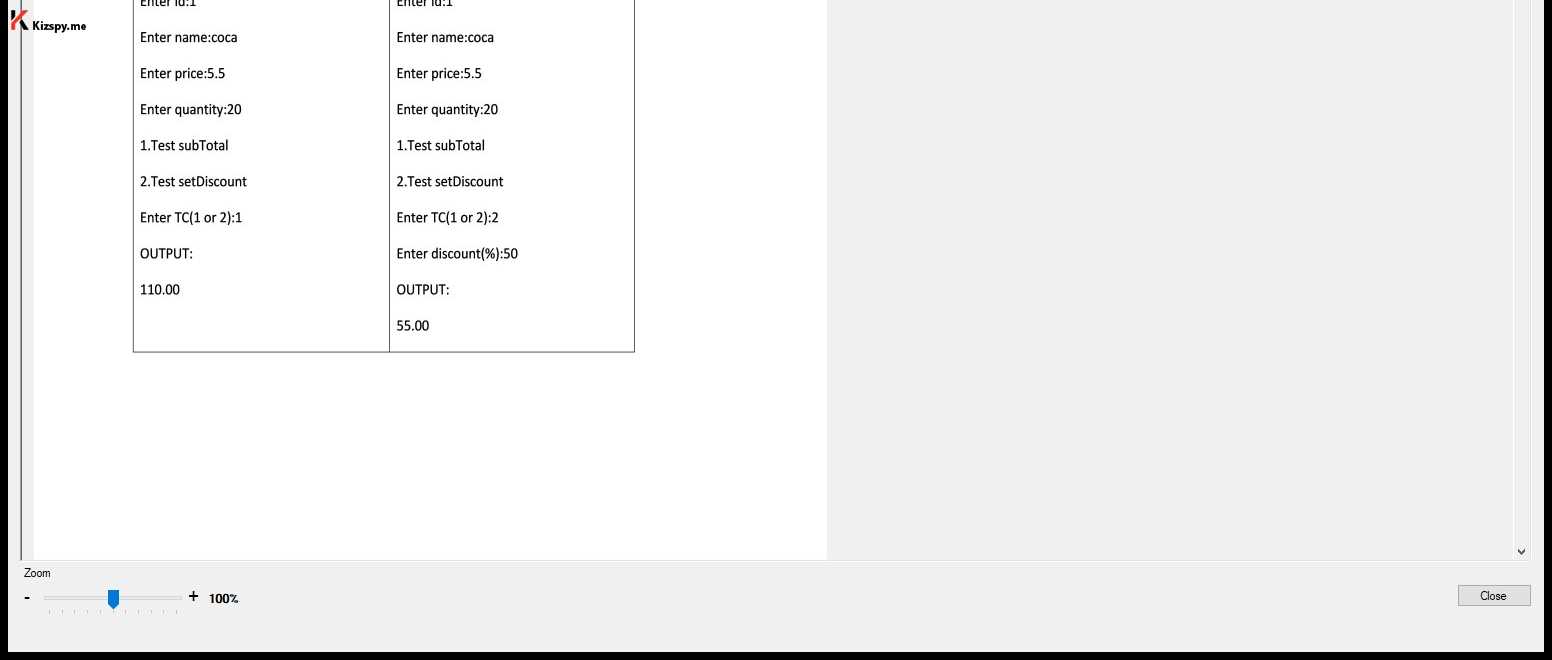 Kizspy.me
Enter id:1
Enter name:coca
Enter price:5.5
Enter quantity:20
1.Test subTotal
2.Test setDiscount
Enter TC(1 or 2):1
OUTPUT:
110.00
Enter id:1
Enter name:coca
Enter price:5.5
Enter quantity:20
1.Test subTotal
2.Test setDiscount
Enter TC(1 or 2):2
Enter discount(%):50
OUTPUT:
55.00
Zoom
- + 100%
Close